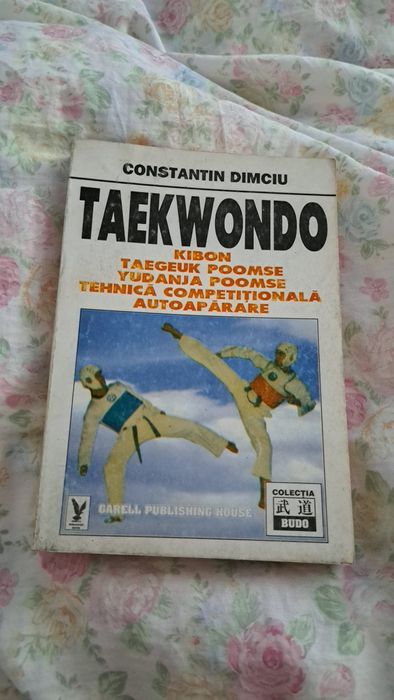 CONSTANTIN DIMCIU
TAEKWONDO
KIBON
TAEGEUK POOMSE
YUDANJA POOMSE
TEHNICĂ COMPETIȚIONALĂ
AUTOAPĂRARE
GARELL PUBLISHING HOUSE
COLECȚIA
武道
BUDO